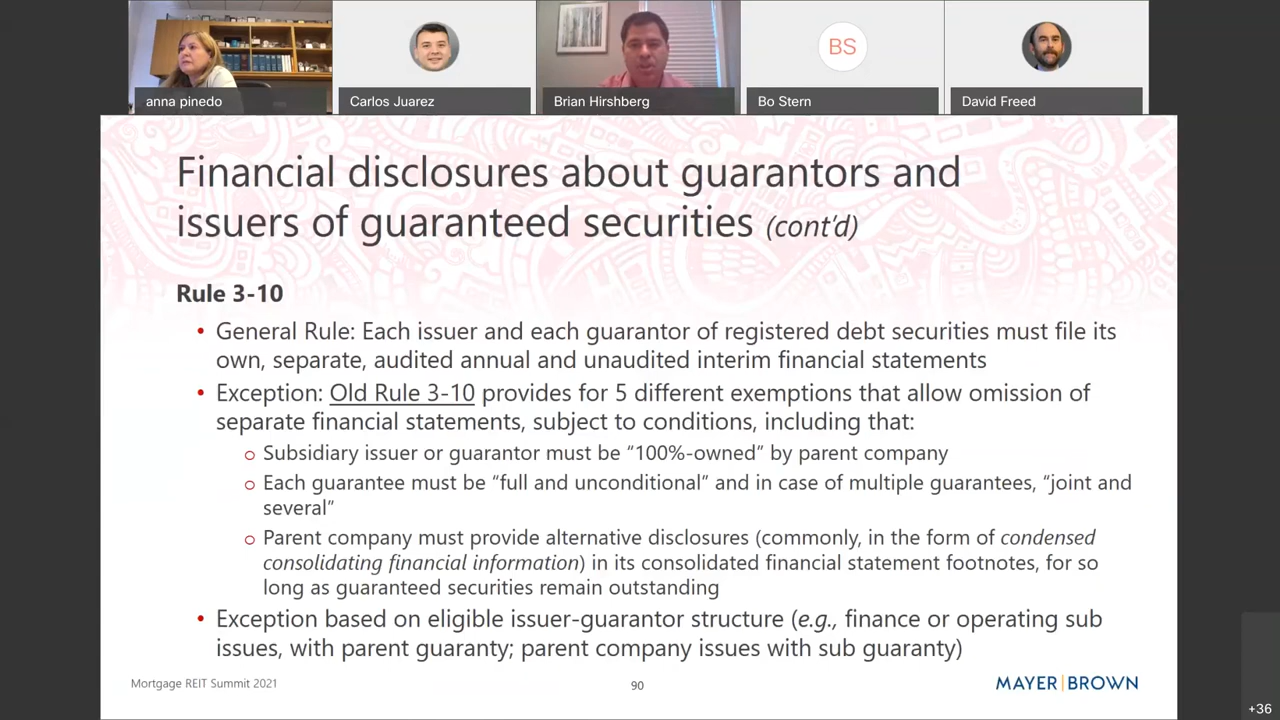 anna pinedo
Carlos Juarez
Brian Hirshberg
BS
Bo Stern
David Freed
Financial disclosures about guarantors and
issuers of guaranteed securities (cont'd)
Rule 3-10
• General Rule: Each issuer and each guarantor of registered debt securities must file its
own, separate, audited annual and unaudited interim financial statements
• Exception: Old Rule 3-10 provides for 5 different exemptions that allow omission of
separate financial statements, subject to conditions, including that:
o Subsidiary issuer or guarantor must be “100%-owned” by parent company
o Each guarantee must be “full and unconditional” and in case of multiple guarantees, “joint and
several”
o Parent company must provide alternative disclosures (commonly, in the form of condensed
consolidating financial information) in its consolidated financial statement footnotes, for so
long as guaranteed securities remain outstanding
• Exception based on eligible issuer-guarantor structure (e.g., finance or operating sub
issues, with parent guaranty; parent company issues with sub guaranty)
Mortgage REIT Summit 2021
90
MAYER|BROWN
+36